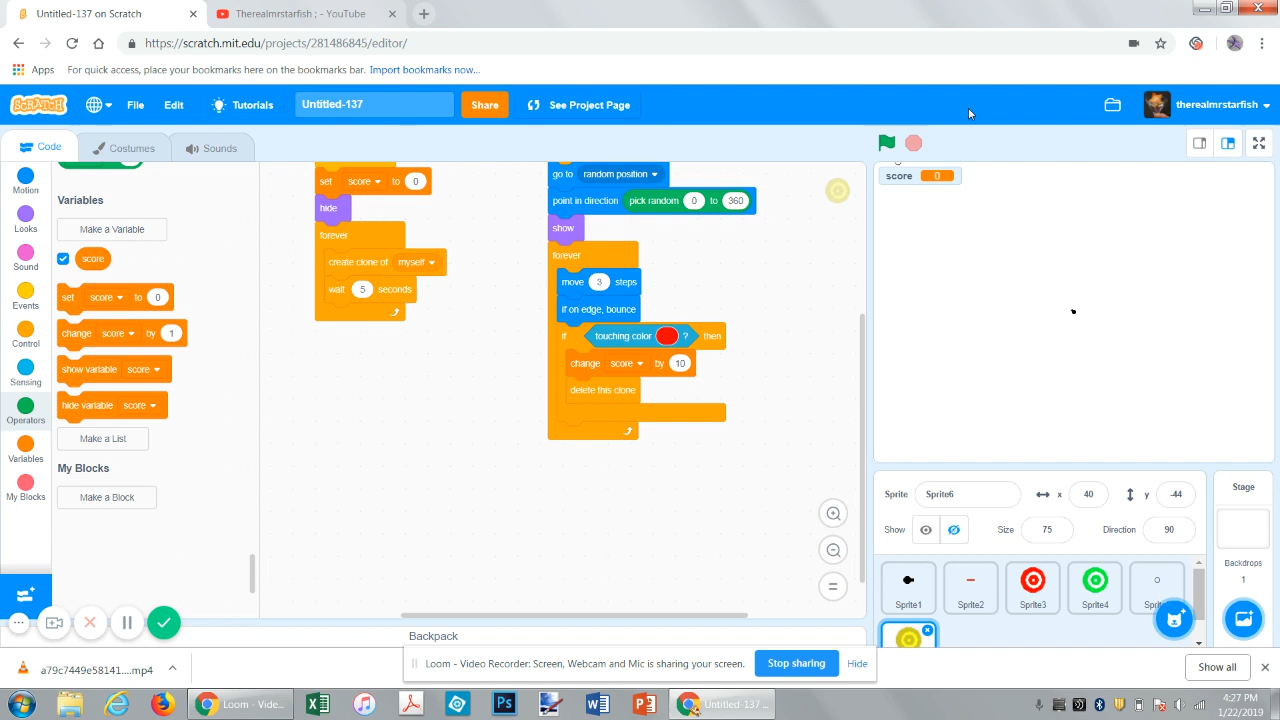 Untitled-137 on Scratch
Therealmrstarfish ; - YouTube
https://scratch.mit.edu/projects/281486845/editor/
Apps For quick access, place your bookmarks here on the bookmarks bar. Import bookmarks now...
SCRATCH File Edit Tutorials Untitled-137 Share See Project Page therealmrstarfish
Code Costumes Sounds
Motion
Looks
Sound
Events
Control
Sensing
Operators
Variables
My Blocks
Variables
Make a Variable
score
set score to 0
change score by 1
show variable score
hide variable score
Make a List
My Blocks
Make a Block
set score to 0
hide
forever
create clone of myself
wait 5 seconds
go to random position
point in direction pick random 0 to 360
show
forever
move 3 steps
if on edge, bounce
if touching color ? then
change score by 10
delete this clone
score 0
Sprite Sprite6 x 40 y -44
Show Size 75 Direction 90
Sprite1 Sprite2 Sprite3 Sprite4
Stage
Backdrops
1
Backpack
Loom - Video Recorder: Screen, Webcam and Mic is sharing your screen. Stop sharing Hide
a79c7449e58141....mp4
Show all
Loom - Vide...
Untitled-137 ...
4:27 PM
1/22/2019